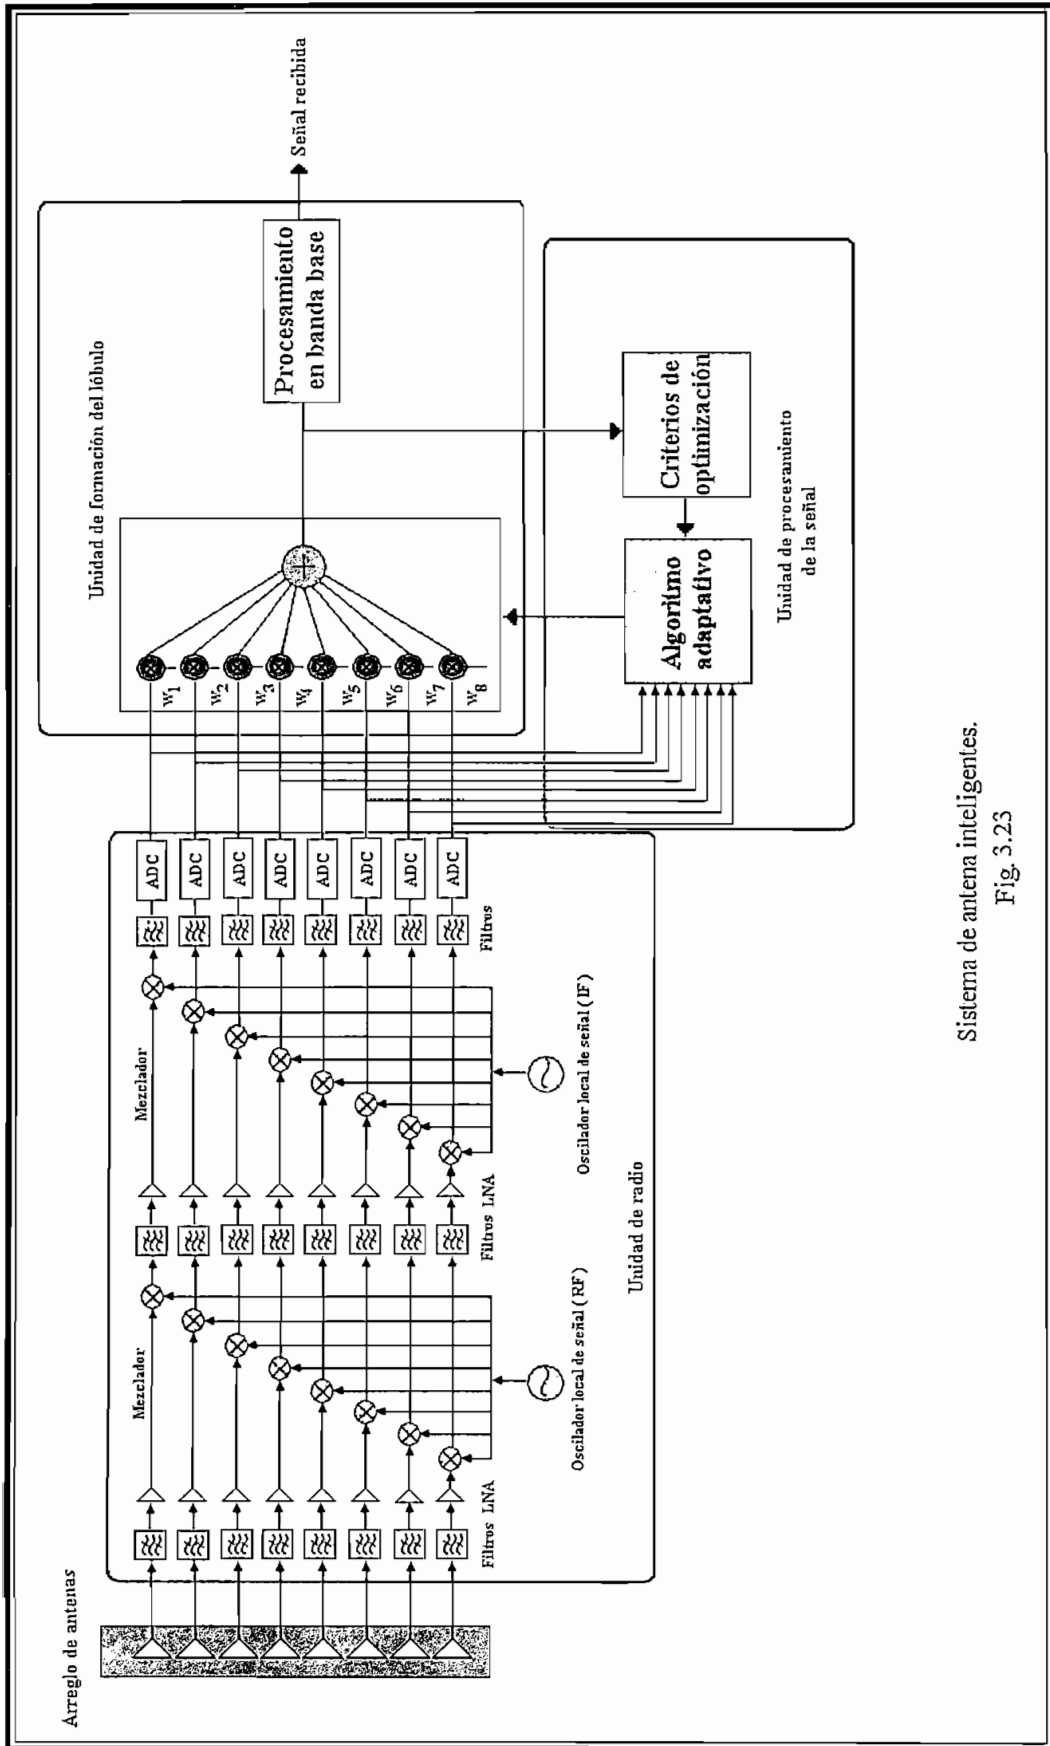 Arreglo de antenas
Unidad de formación del lóbulo
Mezclador
Mezclador
ADC
ADC
ADC
ADC
ADC
ADC
ADC
ADC
w1
w2
w3
w4
w5
w6
w7
w8
Procesamiento
en banda base
Señal recibida
Filtros LNA
Filtros LNA
Filtros
Oscilador local de señal ( RF)
Oscilador local de señal ( IF)
Unidad de radio
Algoritmo
adaptativo
Criterios de
optimización
Unidad de procesamiento
de la señal
Sistema de antena inteligentes.
Fig. 3.23